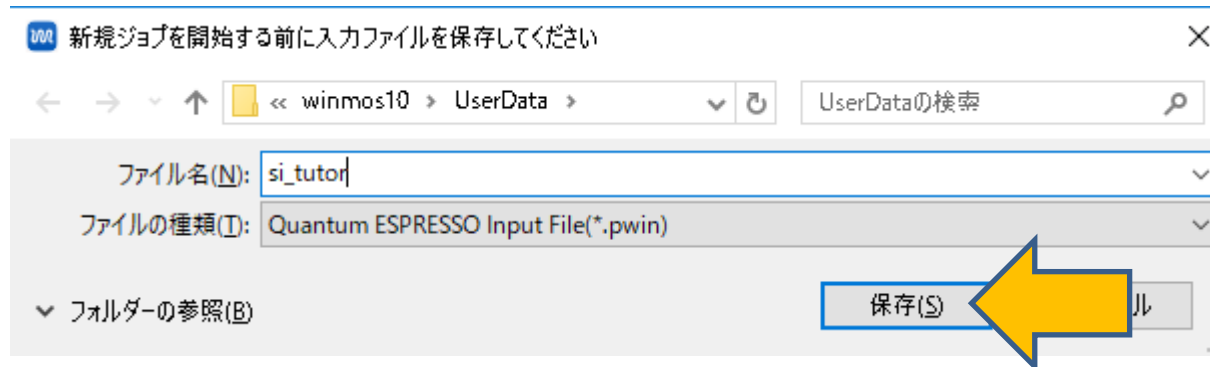 新規ジョブを開始する前に入力ファイルを保存してください
« winmos10 > UserData >
UserDataの検索
ファイル名(N): si_tutor
ファイルの種類(T): Quantum ESPRESSO Input File(*.pwin)
フォルダーの参照(B)
保存(S)
ル